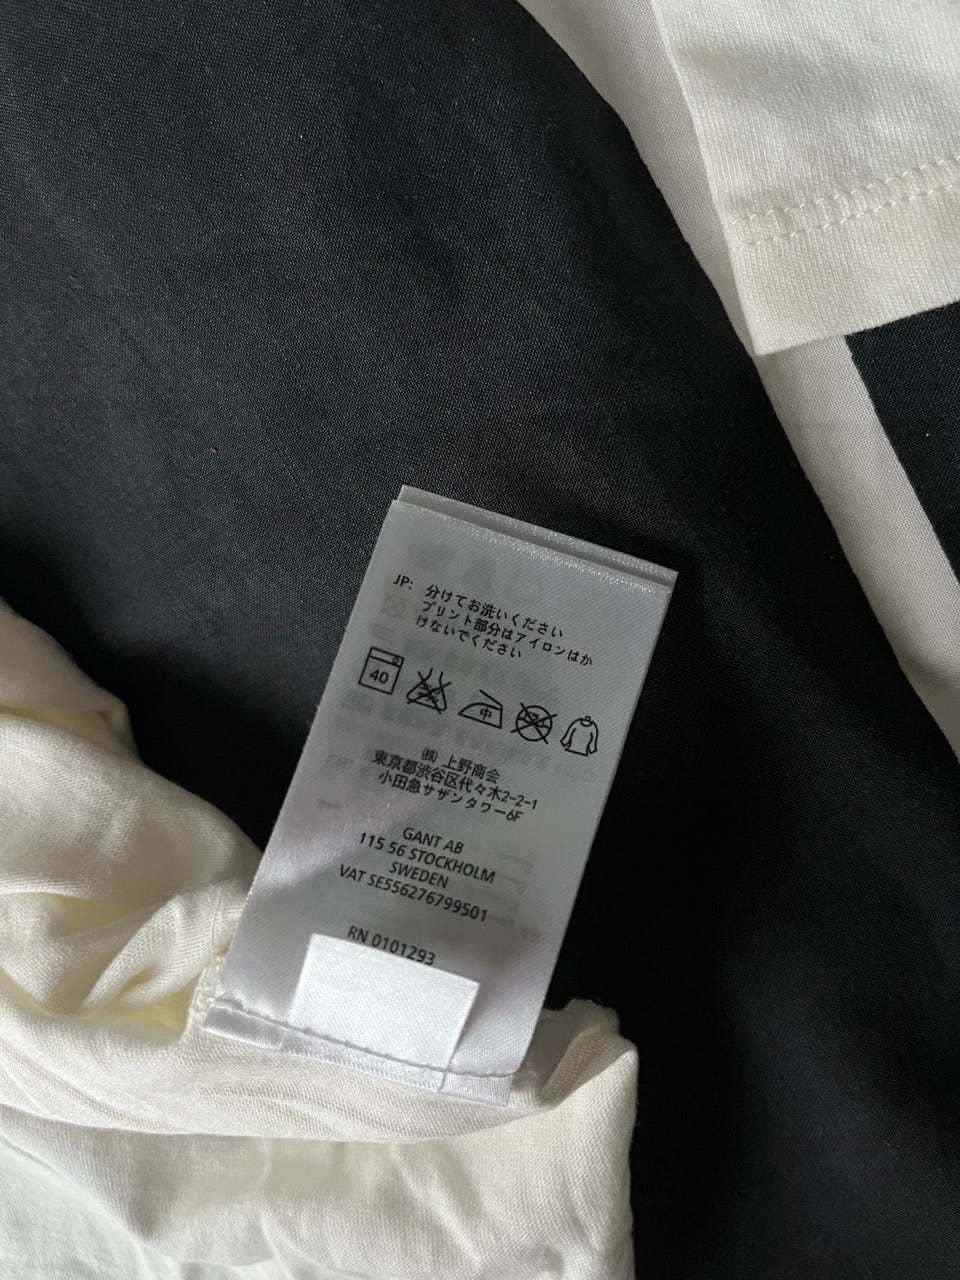 JP: 分けてお洗いください
プリント部分はアイロンはか
けないでください
40
中
㈱ 上野商会
東京都渋谷区代々木2-2-1
小田急サザンタワー6F
GANT AB
115 56 STOCKHOLM
SWEDEN
VAT SE556276799501
RN 0101293